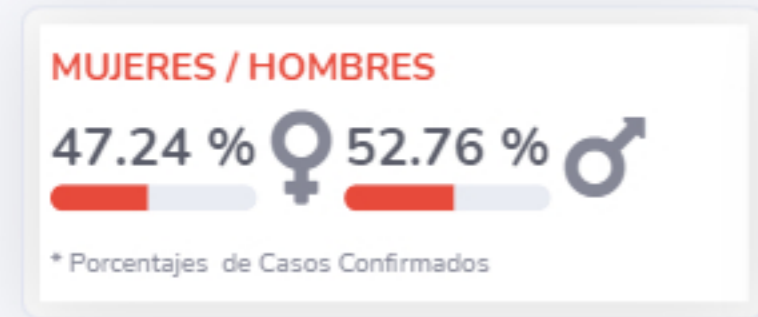 MUJERES / HOMBRES
47.24 % 52.76 %
* Porcentajes de Casos Confirmados